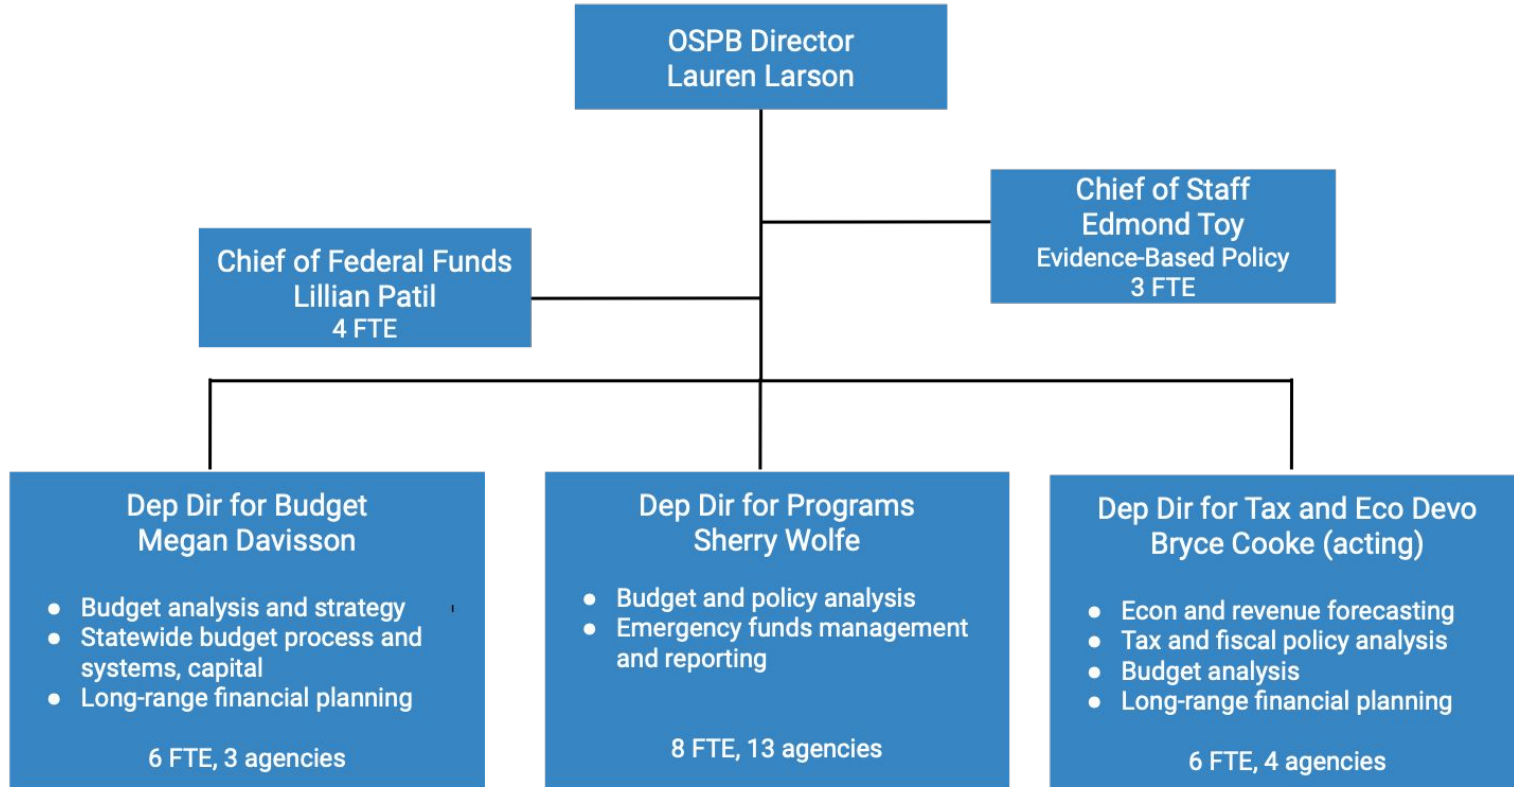 OSPB Director
Lauren Larson
Chief of Staff
Edmond Toy
Evidence-Based Policy
3 FTE
Chief of Federal Funds
Lillian Patil
4 FTE
Dep Dir for Budget
Megan Davisson
● Budget analysis and strategy
● Statewide budget process and
systems, capital
● Long-range financial planning
6 FTE, 3 agencies
Dep Dir for Programs
Sherry Wolfe
● Budget and policy analysis
● Emergency funds management
and reporting
8 FTE, 13 agencies
Dep Dir for Tax and Eco Devo
Bryce Cooke (acting)
● Econ and revenue forecasting
● Tax and fiscal policy analysis
● Budget analysis
● Long-range financial planning
6 FTE, 4 agencies